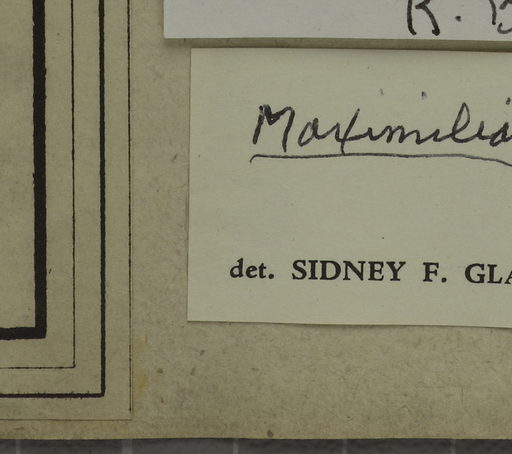 R. B
Maximilia
det. SIDNEY F. GLA